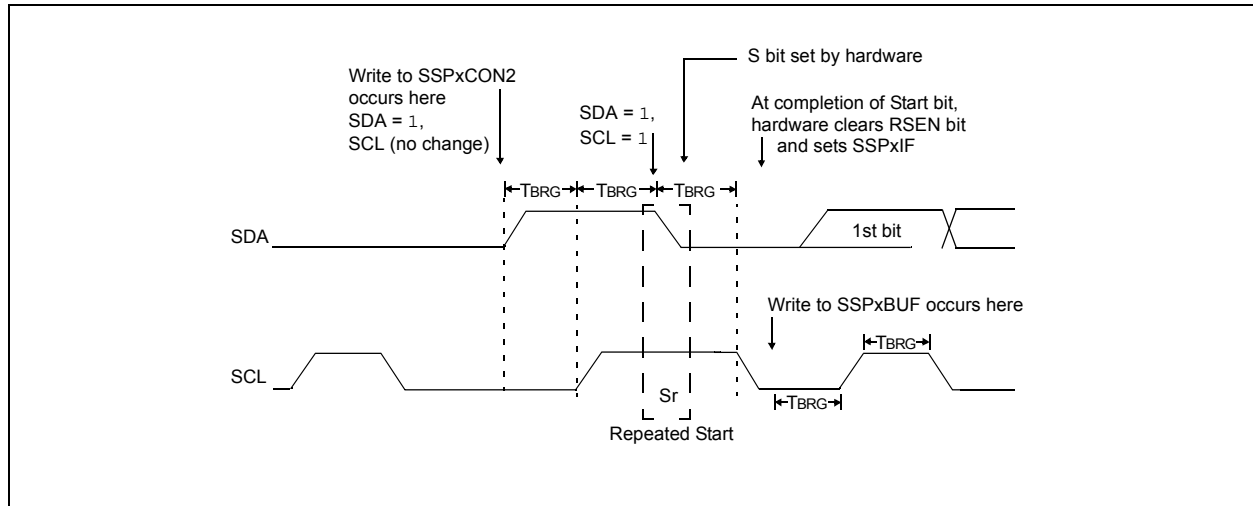 S bit set by hardware
Write to SSPxCON2
occurs here
SDA = 1,
SCL (no change)
SDA = 1,
SCL = 1
At completion of Start bit,
hardware clears RSEN bit
and sets SSPxIF
TBRG
TBRG
TBRG
SDA
1st bit
Write to SSPxBUF occurs here
TBRG
SCL
Sr
TBRG
Repeated Start